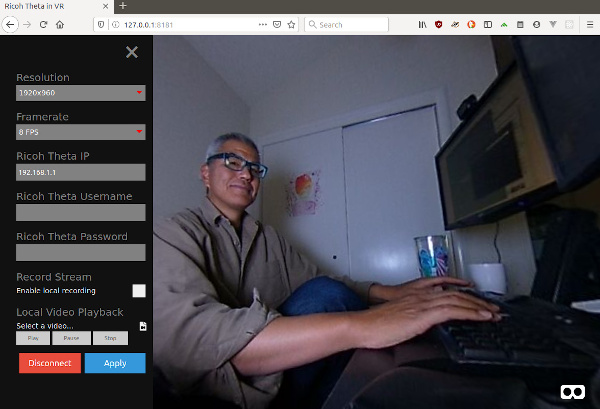 Ricoh Theta in VR
127.0.0.1:8181
Search
Resolution
1920x960
Framerate
8 FPS
Ricoh Theta IP
192.168.1.1
Ricoh Theta Username
Ricoh Theta Password
Record Stream
Enable local recording
Local Video Playback
Select a video...
Play Pause Stop
Disconnect Apply